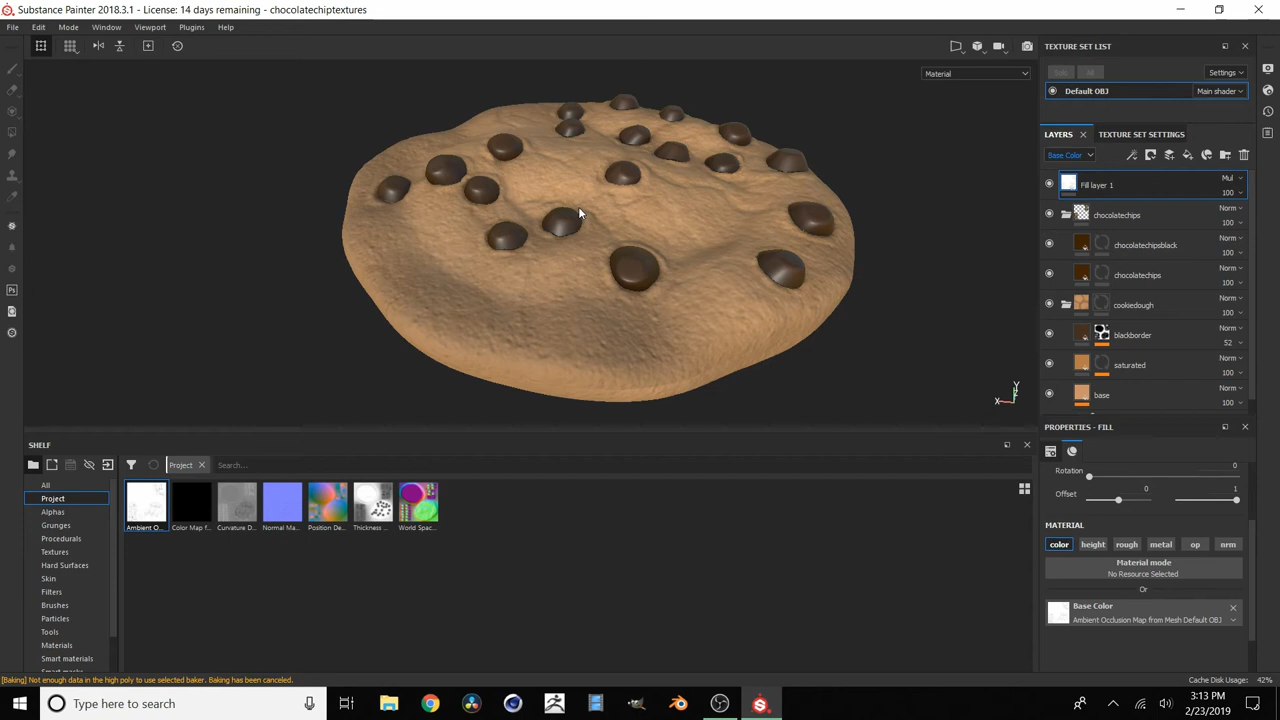 Substance Painter 2018.3.1 - License: 14 days remaining - chocolatechiptextures
File Edit Mode Window Viewport Plugins Help
Material
TEXTURE SET LIST
Solo All Settings
Default OBJ Main shader
LAYERS TEXTURE SET SETTINGS
Base Color
Fill layer 1 Mul 100
chocolatechips Norm 100
chocolatechipsblack Norm 100
chocolatechips Norm 100
cookiedough Norm 100
blackborder Norm 52
saturated Norm 100
base Norm 100
Y
Z
X
PROPERTIES - FILL
Rotation 0
Offset 0 1
MATERIAL
color height rough metal op nrm
Material mode
No Resource Selected
Or
Base Color
Ambient Occlusion Map from Mesh Default OBJ
SHELF
Project Search...
All
Project
Alphas
Grunges
Procedurals
Textures
Hard Surfaces
Skin
Filters
Brushes
Particles
Tools
Materials
Smart materials
Smart masks
Ambient O... Color Map f... Curvature D... Normal Ma... Position De... Thickness ... World Spac...
[Baking] Not enough data in the high poly to use selected baker. Baking has been canceled.
Cache Disk Usage: 42%
Type here to search
3:13 PM
2/23/2019